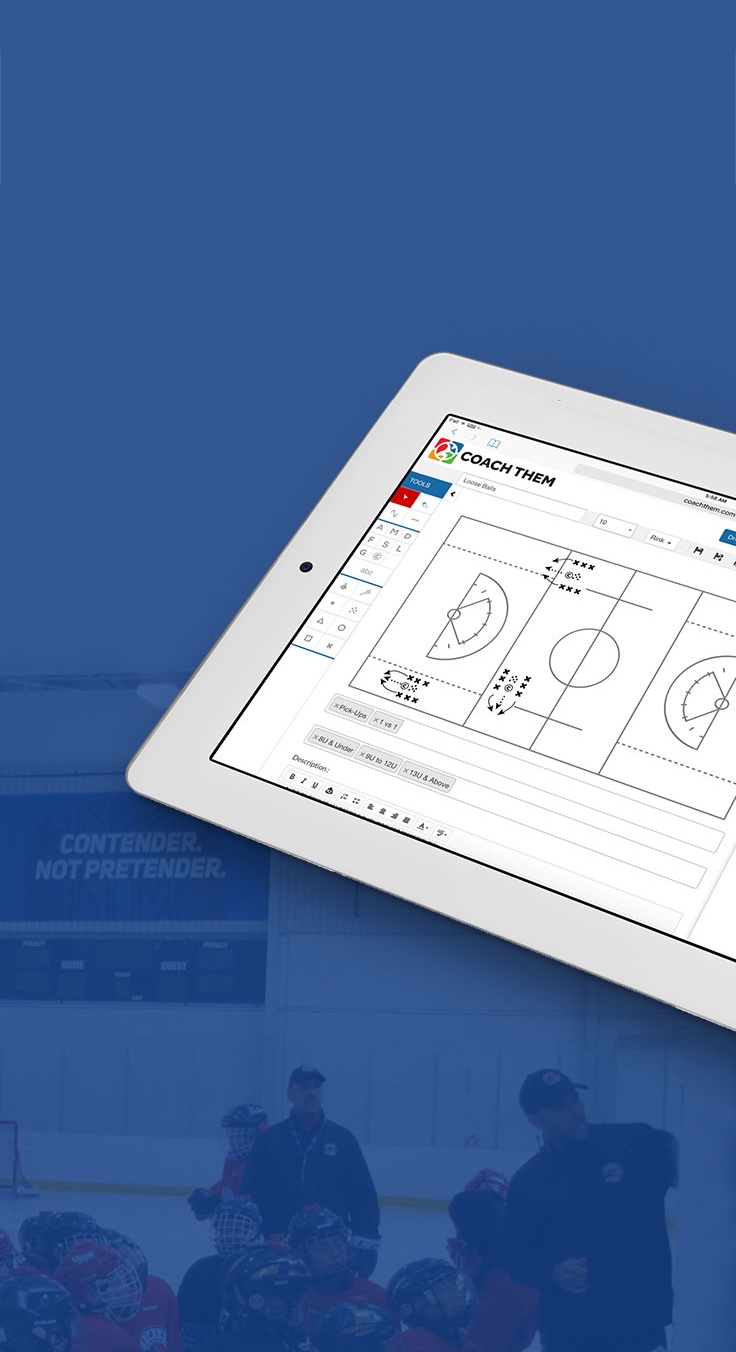 iPad
5:58 AM
coachthem.com
COACH THEM
TOOLS
Loose Balls
10
Rink
A M D
F S L
G C
abc
× Pick-Ups × 1 vs 1
× 8U & Under × 9U to 12U × 13U & Above
Description:
B I U
CONTENDER.
NOT PRETENDER.
PENALTY PENALTY
HOME GUEST